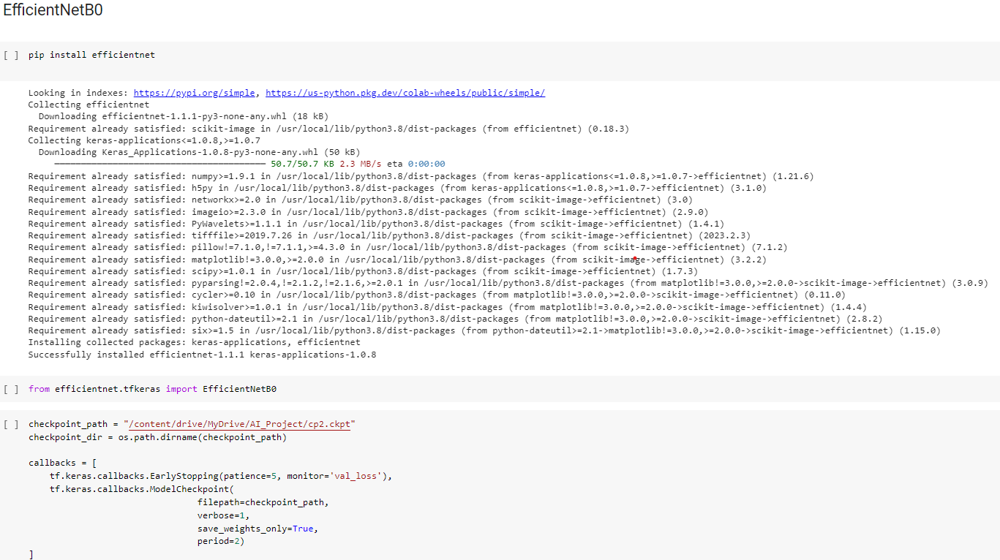 EfficientNetB0
[ ] pip install efficientnet
Looking in indexes: https://pypi.org/simple, https://us-python.pkg.dev/colab-wheels/public/simple/
Collecting efficientnet
Downloading efficientnet-1.1.1-py3-none-any.whl (18 kB)
Requirement already satisfied: scikit-image in /usr/local/lib/python3.8/dist-packages (from efficientnet) (0.18.3)
Collecting keras-applications<=1.0.8,>=1.0.7
Downloading Keras_Applications-1.0.8-py3-none-any.whl (50 kB)
50.7/50.7 KB 2.3 MB/s eta 0:00:00
Requirement already satisfied: numpy>=1.9.1 in /usr/local/lib/python3.8/dist-packages (from keras-applications<=1.0.8,>=1.0.7->efficientnet) (1.21.6)
Requirement already satisfied: h5py in /usr/local/lib/python3.8/dist-packages (from keras-applications<=1.0.8,>=1.0.7->efficientnet) (3.1.0)
Requirement already satisfied: networkx>=2.0 in /usr/local/lib/python3.8/dist-packages (from scikit-image->efficientnet) (3.0)
Requirement already satisfied: imageio>=2.3.0 in /usr/local/lib/python3.8/dist-packages (from scikit-image->efficientnet) (2.9.0)
Requirement already satisfied: PyWavelets>=1.1.1 in /usr/local/lib/python3.8/dist-packages (from scikit-image->efficientnet) (1.4.1)
Requirement already satisfied: tifffile>=2019.7.26 in /usr/local/lib/python3.8/dist-packages (from scikit-image->efficientnet) (2023.2.3)
Requirement already satisfied: pillow!=7.1.0,!=7.1.1,>=4.3.0 in /usr/local/lib/python3.8/dist-packages (from scikit-image->efficientnet) (7.1.2)
Requirement already satisfied: matplotlib!=3.0.0,>=2.0.0 in /usr/local/lib/python3.8/dist-packages (from scikit-image->efficientnet) (3.2.2)
Requirement already satisfied: scipy>=1.0.1 in /usr/local/lib/python3.8/dist-packages (from scikit-image->efficientnet) (1.7.3)
Requirement already satisfied: pyparsing!=2.0.4,!=2.1.2,!=2.1.6,>=2.0.1 in /usr/local/lib/python3.8/dist-packages (from matplotlib!=3.0.0,>=2.0.0->scikit-image->efficientnet) (3.0.9)
Requirement already satisfied: cycler>=0.10 in /usr/local/lib/python3.8/dist-packages (from matplotlib!=3.0.0,>=2.0.0->scikit-image->efficientnet) (0.11.0)
Requirement already satisfied: kiwisolver>=1.0.1 in /usr/local/lib/python3.8/dist-packages (from matplotlib!=3.0.0,>=2.0.0->scikit-image->efficientnet) (1.4.4)
Requirement already satisfied: python-dateutil>=2.1 in /usr/local/lib/python3.8/dist-packages (from matplotlib!=3.0.0,>=2.0.0->scikit-image->efficientnet) (2.8.2)
Requirement already satisfied: six>=1.5 in /usr/local/lib/python3.8/dist-packages (from python-dateutil>=2.1->matplotlib!=3.0.0,>=2.0.0->scikit-image->efficientnet) (1.15.0)
Installing collected packages: keras-applications, efficientnet
Successfully installed efficientnet-1.1.1 keras-applications-1.0.8
[ ] from efficientnet.tfkeras import EfficientNetB0
[ ] checkpoint_path = "/content/drive/MyDrive/AI_Project/cp2.ckpt"
checkpoint_dir = os.path.dirname(checkpoint_path)
callbacks = [
tf.keras.callbacks.EarlyStopping(patience=5, monitor='val_loss'),
tf.keras.callbacks.ModelCheckpoint(
filepath=checkpoint_path,
verbose=1,
save_weights_only=True,
period=2)
]